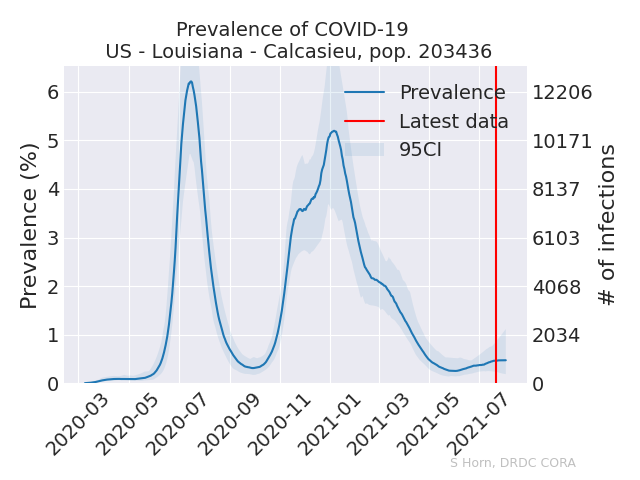 Prevalence of COVID-19
US - Louisiana - Calcasieu, pop. 203436
Prevalence (%)
6
5
4
3
2
1
0
Prevalence
Latest data
95CI
12206
10171
8137
6103
4068
2034
0
# of infections
2020-03
2020-05
2020-07
2020-09
2020-11
2021-01
2021-03
2021-05
2021-07
S Horn, DRDC CORA